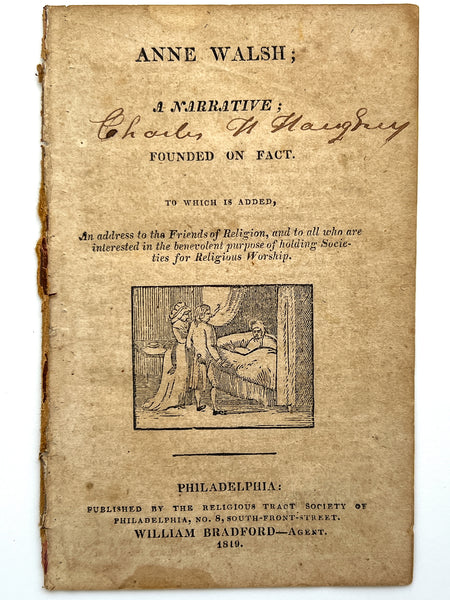 ANNE WALSH;
A NARRATIVE;
Charles H
FOUNDED ON FACT.
TO WHICH IS ADDED,
An address to the Friends of Religion, and to all who are
interested in the benevolent purpose of holding Socie-
ties for Religious Worship.
PHILADELPHIA:
PUBLISHED BY THE RELIGIOUS TRACT SOCIETY OF
PHILADELPHIA, NO. 8, SOUTH-FRONT-STREET.
WILLIAM BRADFORD—AGENT.
1819.